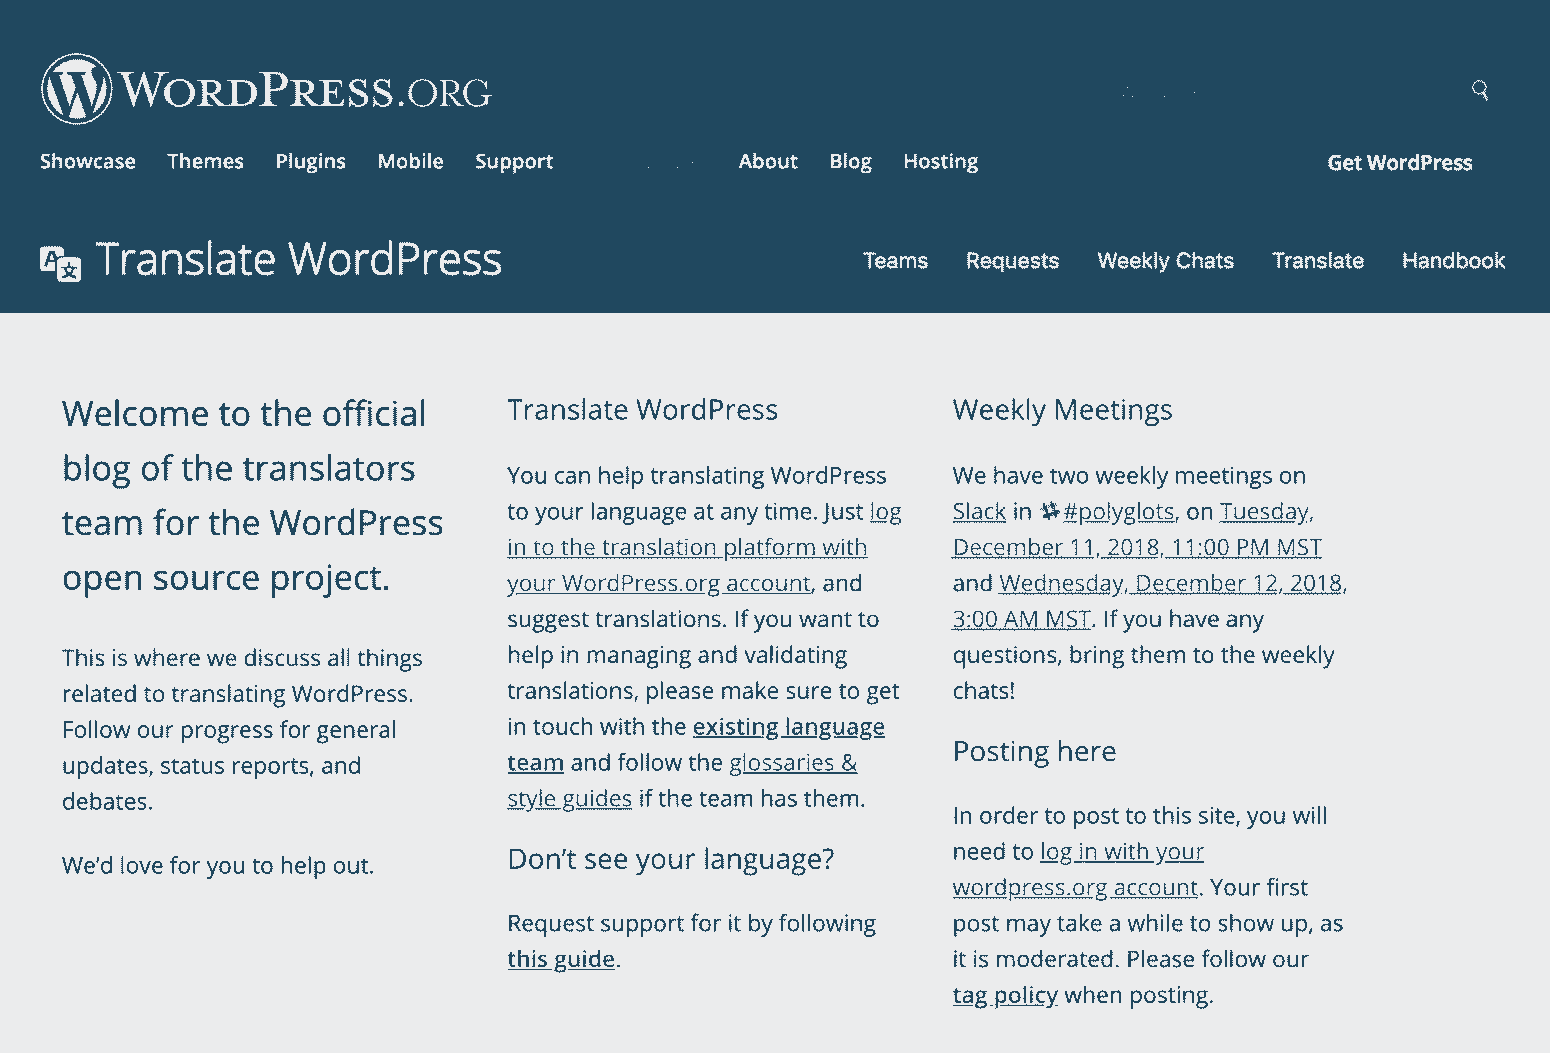 WORDPRESS.ORG
Showcase Themes Plugins Mobile Support About Blog Hosting Get WordPress
Translate WordPress
Teams Requests Weekly Chats Translate Handbook
Welcome to the official
blog of the translators
team for the WordPress
open source project.
This is where we discuss all things
related to translating WordPress.
Follow our progress for general
updates, status reports, and
debates.
We'd love for you to help out.
Translate WordPress
You can help translating WordPress
to your language at any time. Just log
in to the translation platform with
your WordPress.org account, and
suggest translations. If you want to
help in managing and validating
translations, please make sure to get
in touch with the existing language
team and follow the glossaries &
style guides if the team has them.
Don't see your language?
Request support for it by following
this guide.
Weekly Meetings
We have two weekly meetings on
Slack in #polyglots, on Tuesday,
December 11, 2018, 11:00 PM MST
and Wednesday, December 12, 2018,
3:00 AM MST. If you have any
questions, bring them to the weekly
chats!
Posting here
In order to post to this site, you will
need to log in with your
wordpress.org account. Your first
post may take a while to show up, as
it is moderated. Please follow our
tag policy when posting.